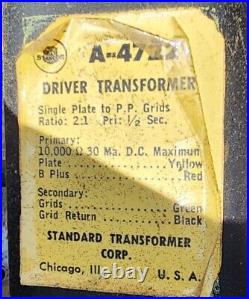 STANCOR
A-4722
DRIVER TRANSFORMER
Single Plate to P.P. Grids
Ratio: 2:1 Pri: 1/2 Sec.
Primary:
10,000 Ω 30 Ma. D.C. Maximum
Plate . . . . . . . . Yellow
B Plus . . . . . . . . Red
Secondary:
Grids . . . . . . . . Green
Grid Return . . . . . . Black
STANDARD TRANSFORMER
CORP.
Chicago, Ill. U. S. A.